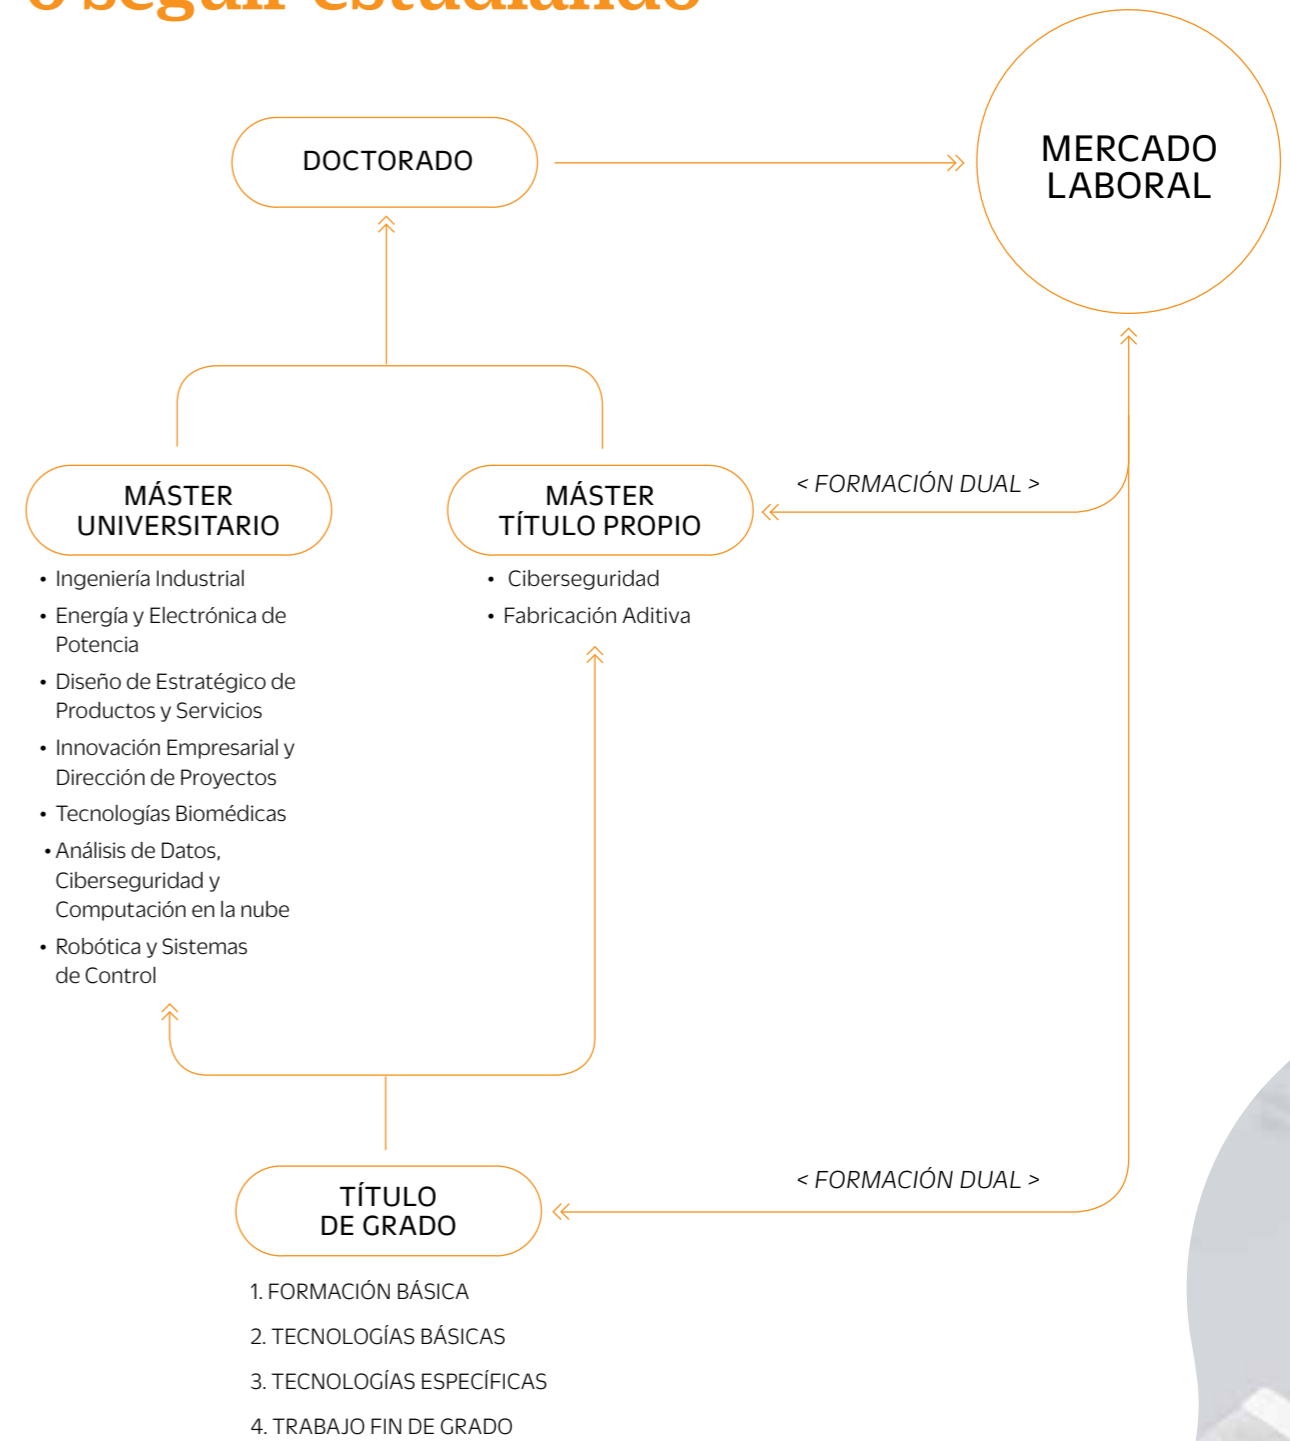 o seguir estudiando
DOCTORADO
MERCADO
LABORAL
MÁSTER
UNIVERSITARIO
• Ingeniería Industrial
• Energía y Electrónica de
Potencia
• Diseño de Estratégico de
Productos y Servicios
• Innovación Empresarial y
Dirección de Proyectos
• Tecnologías Biomédicas
• Análisis de Datos,
Ciberseguridad y
Computación en la nube
• Robótica y Sistemas
de Control
MÁSTER
TÍTULO PROPIO
• Ciberseguridad
• Fabricación Aditiva
< FORMACIÓN DUAL >
TÍTULO
DE GRADO
< FORMACIÓN DUAL >
1. FORMACIÓN BÁSICA
2. TECNOLOGÍAS BÁSICAS
3. TECNOLOGÍAS ESPECÍFICAS
4. TRABAJO FIN DE GRADO